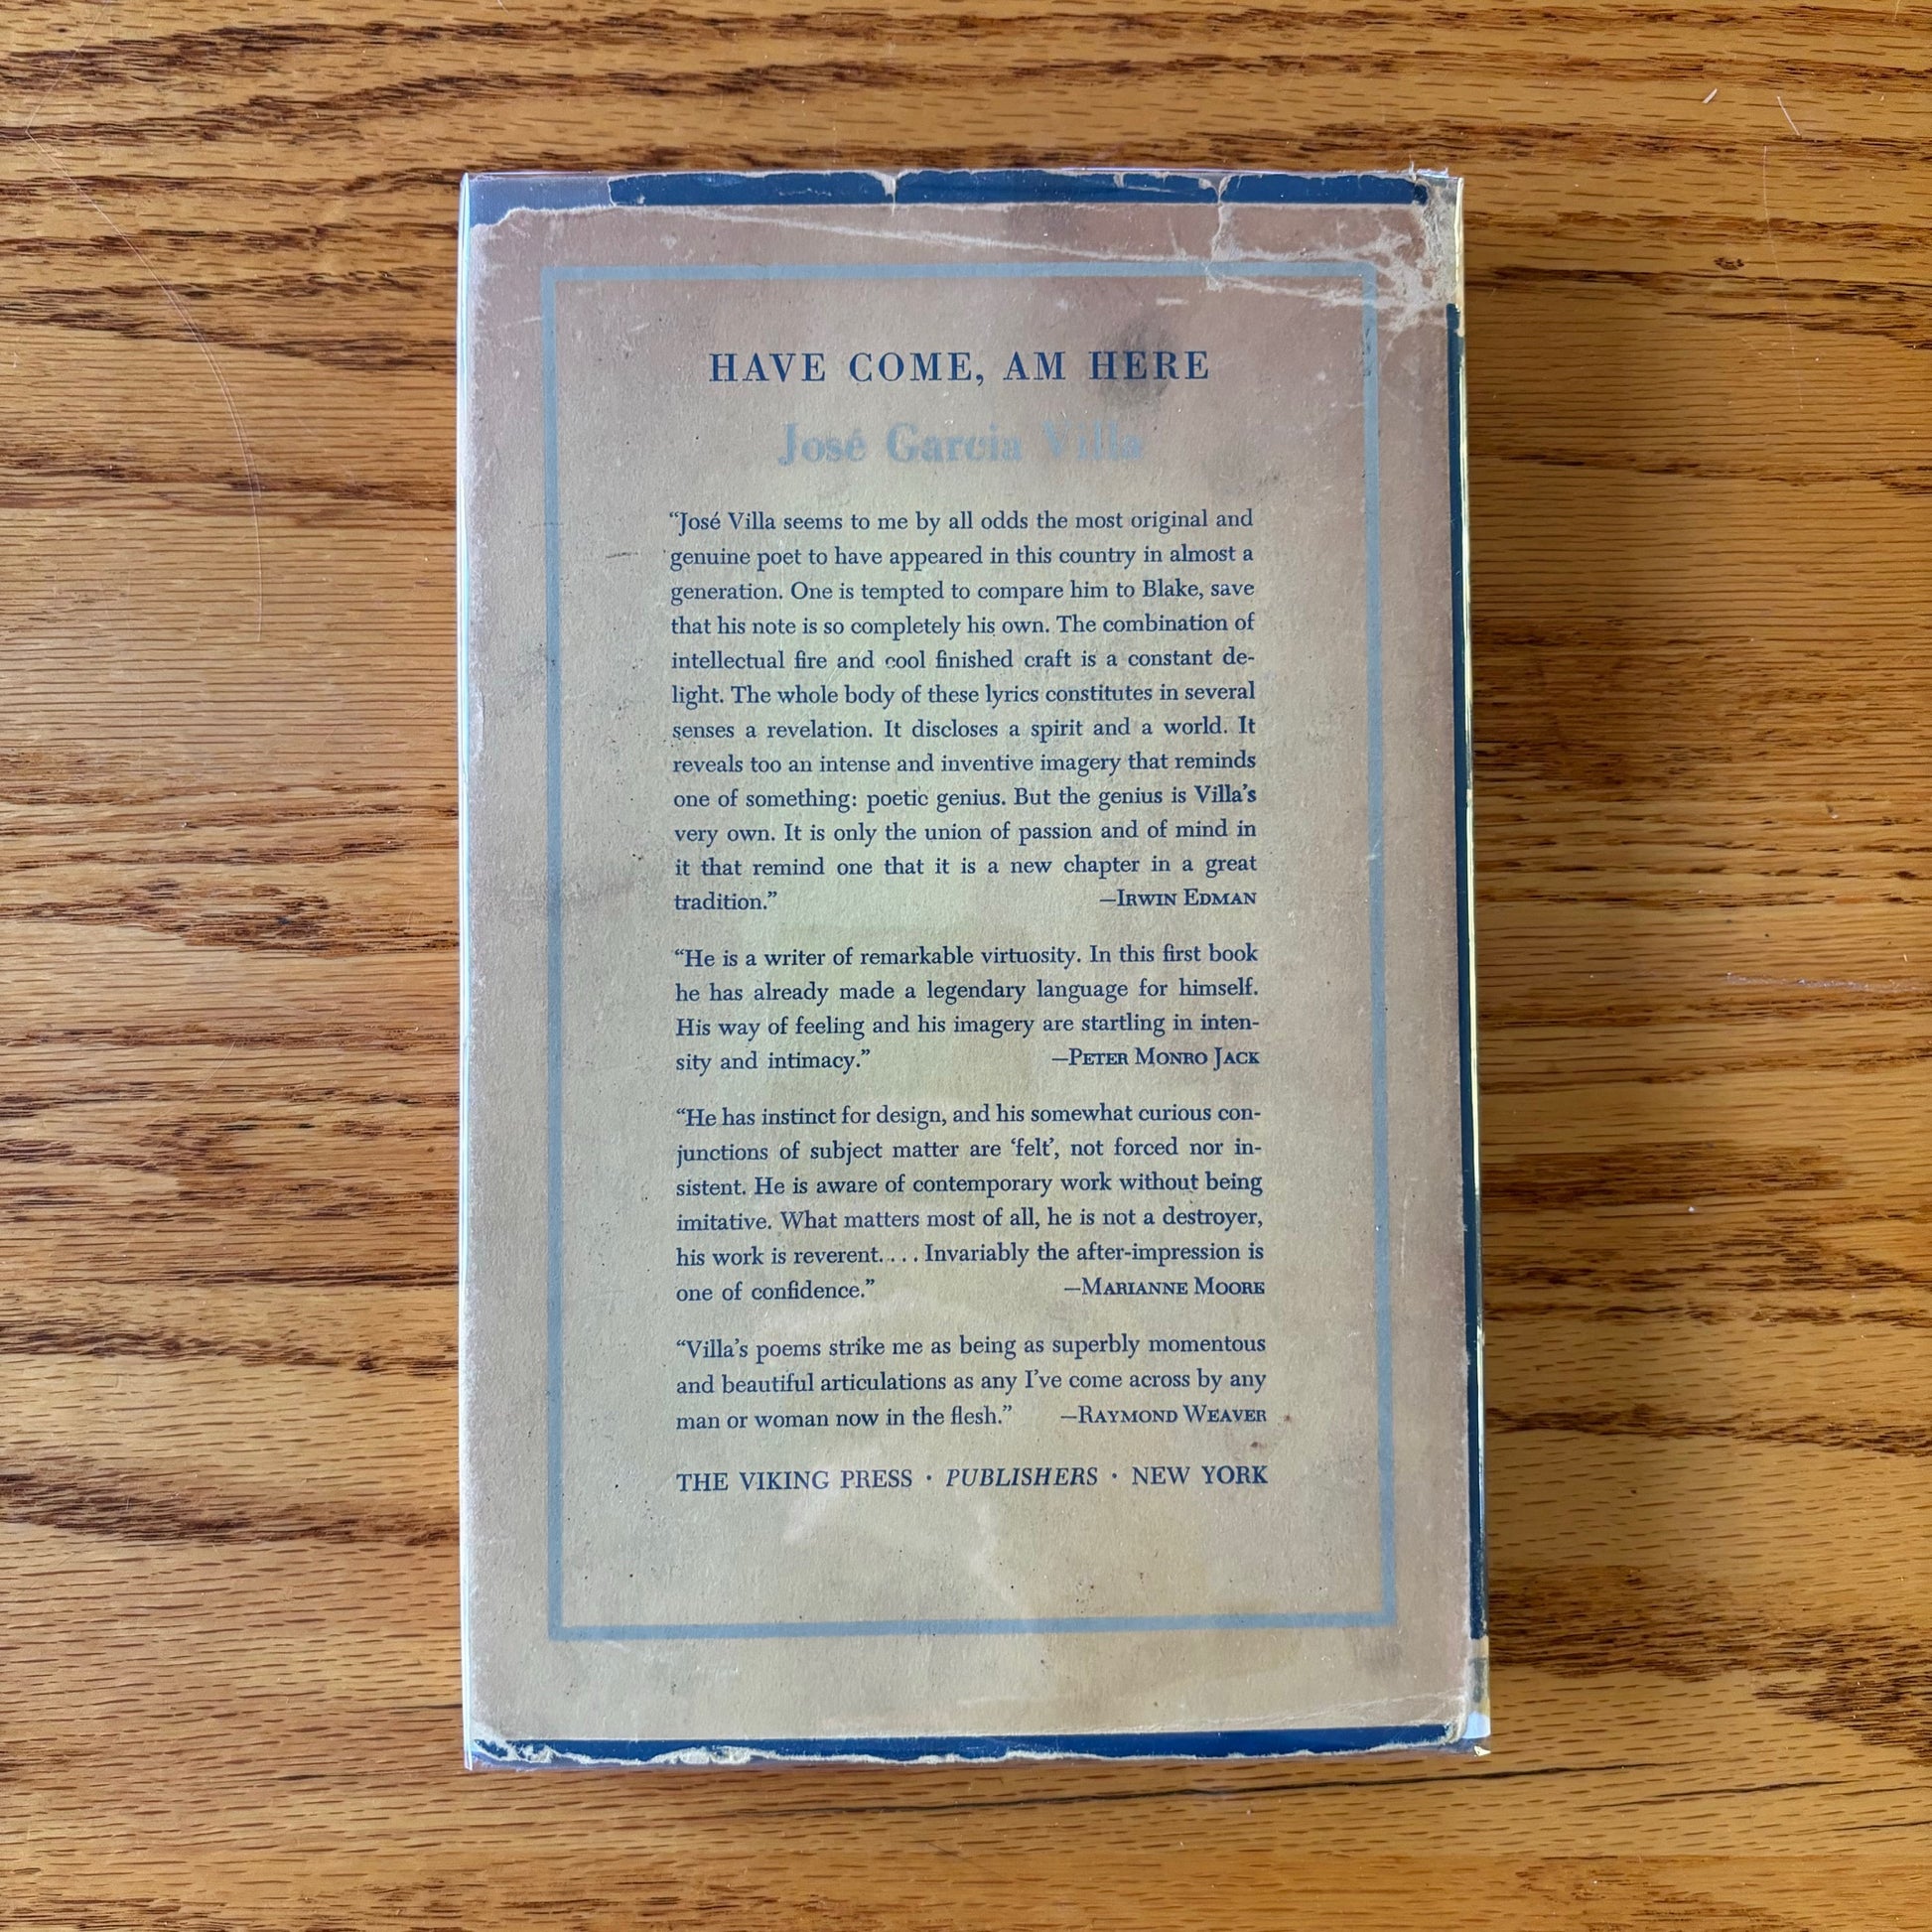 HAVE COME, AM HERE
José Garcia Villa
“José Villa seems to me by all odds the most original and
genuine poet to have appeared in this country in almost a
generation. One is tempted to compare him to Blake, save
that his note is so completely his own. The combination of
intellectual fire and cool finished craft is a constant de-
light. The whole body of these lyrics constitutes in several
senses a revelation. It discloses a spirit and a world. It
reveals too an intense and inventive imagery that reminds
one of something: poetic genius. But the genius is Villa’s
very own. It is only the union of passion and of mind in
it that remind one that it is a new chapter in a great
tradition.” —IRWIN EDMAN
“He is a writer of remarkable virtuosity. In this first book
he has already made a legendary language for himself.
His way of feeling and his imagery are startling in inten-
sity and intimacy.” —PETER MONRO JACK
“He has instinct for design, and his somewhat curious con-
junctions of subject matter are ‘felt’, not forced nor in-
sistent. He is aware of contemporary work without being
imitative. What matters most of all, he is not a destroyer,
his work is reverent. . . . Invariably the after-impression is
one of confidence.” —MARIANNE MOORE
“Villa’s poems strike me as being as superbly momentous
and beautiful articulations as any I’ve come across by any
man or woman now in the flesh.” —RAYMOND WEAVER
THE VIKING PRESS · PUBLISHERS · NEW YORK